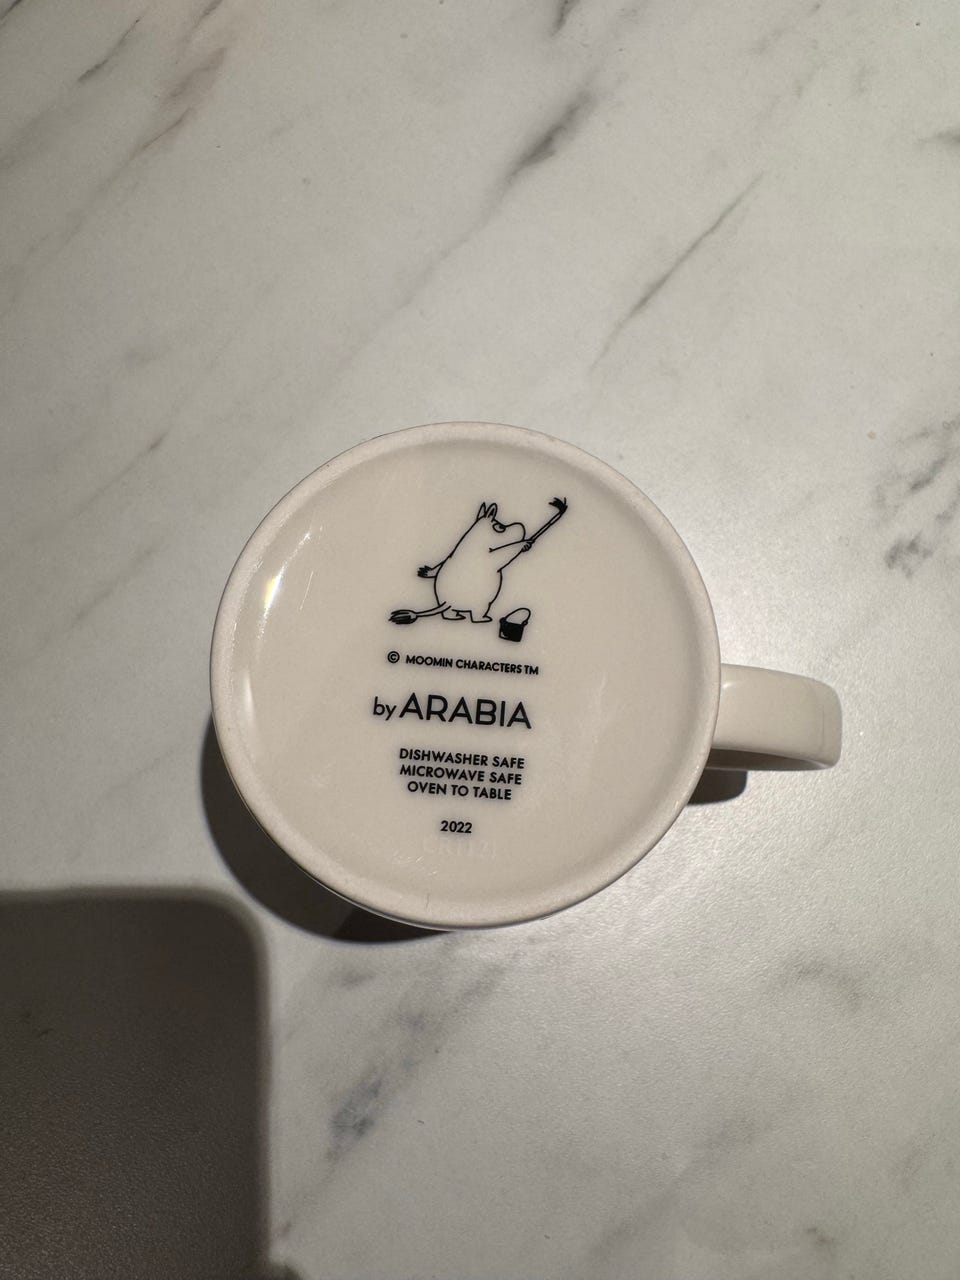 © MOOMIN CHARACTERS TM
by ARABIA
DISHWASHER SAFE
MICROWAVE SAFE
OVEN TO TABLE
2022